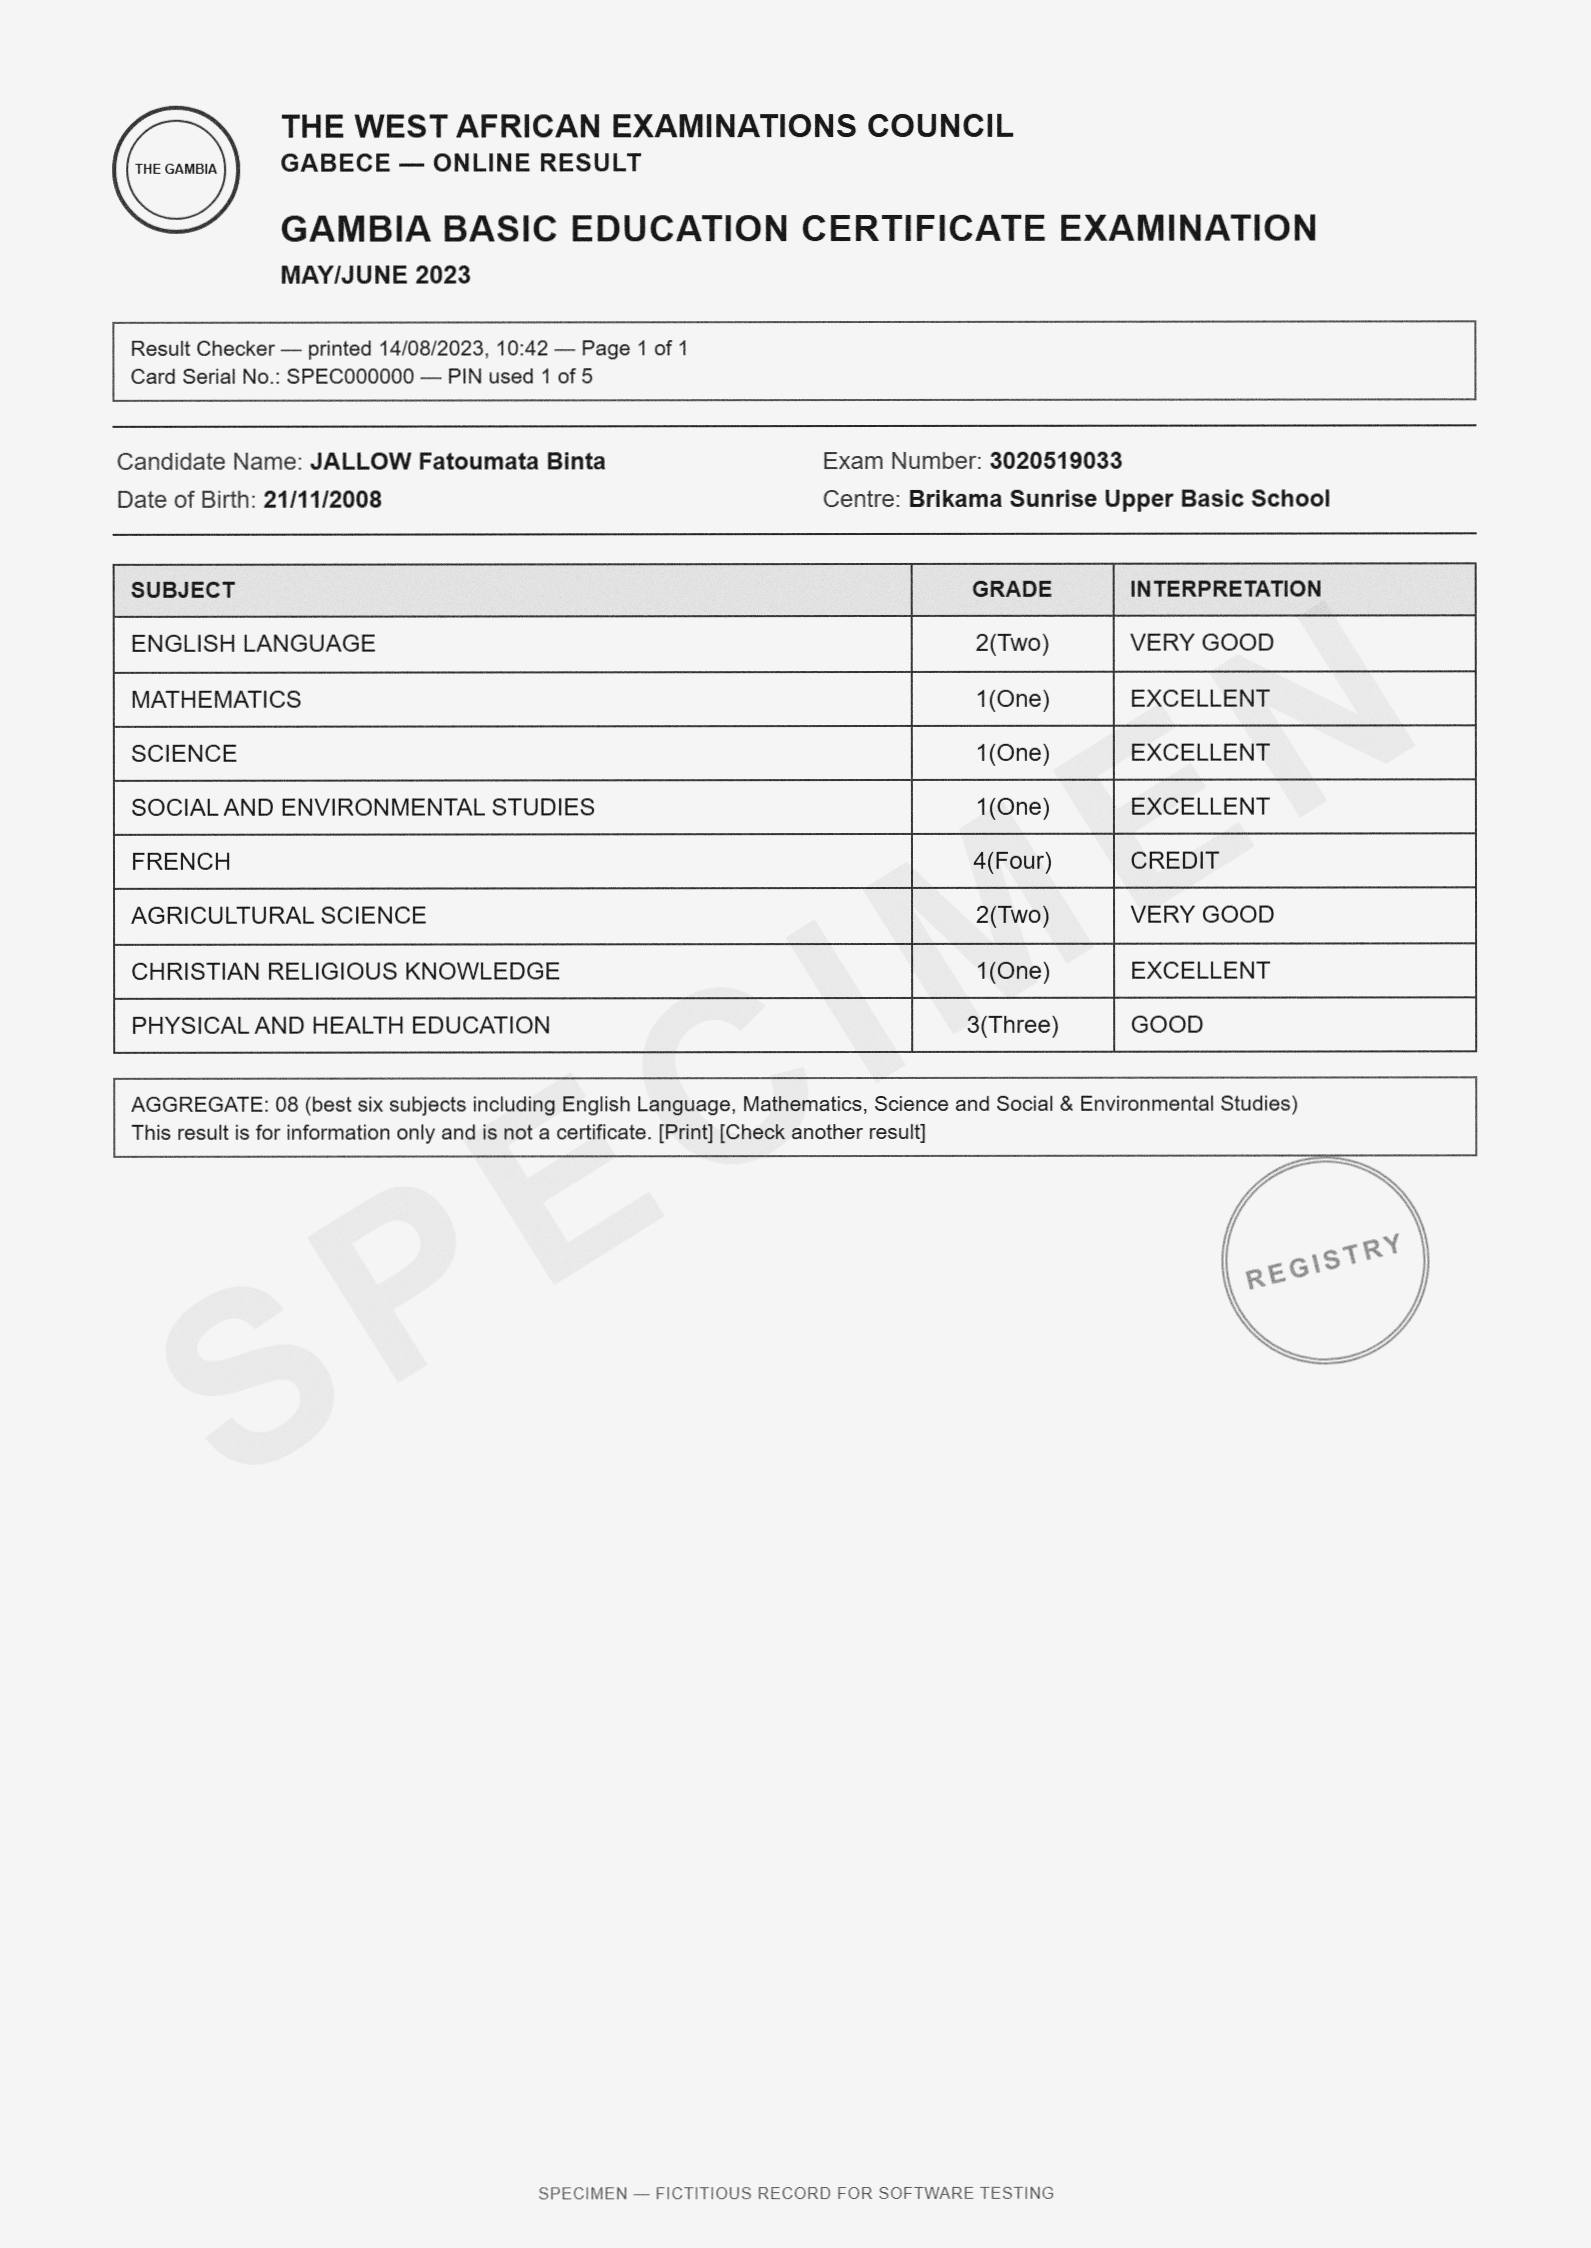 THE GAMBIA
THE WEST AFRICAN EXAMINATIONS COUNCIL
GABECE — ONLINE RESULT
GAMBIA BASIC EDUCATION CERTIFICATE EXAMINATION
MAY/JUNE 2023
Result Checker — printed 14/08/2023, 10:42 — Page 1 of 1
Card Serial No.: SPEC000000 — PIN used 1 of 5
Candidate Name: JALLOW Fatoumata Binta Exam Number: 3020519033
Date of Birth: 21/11/2008 Centre: Brikama Sunrise Upper Basic School
SUBJECT GRADE INTERPRETATION
ENGLISH LANGUAGE 2(Two) VERY GOOD
MATHEMATICS 1(One) EXCELLENT
SCIENCE 1(One) EXCELLENT
SOCIAL AND ENVIRONMENTAL STUDIES 1(One) EXCELLENT
FRENCH 4(Four) CREDIT
AGRICULTURAL SCIENCE 2(Two) VERY GOOD
CHRISTIAN RELIGIOUS KNOWLEDGE 1(One) EXCELLENT
PHYSICAL AND HEALTH EDUCATION 3(Three) GOOD
AGGREGATE: 08 (best six subjects including English Language, Mathematics, Science and Social & Environmental Studies)
This result is for information only and is not a certificate. [Print] [Check another result]
REGISTRY
SPECIMEN
SPECIMEN — FICTITIOUS RECORD FOR SOFTWARE TESTING